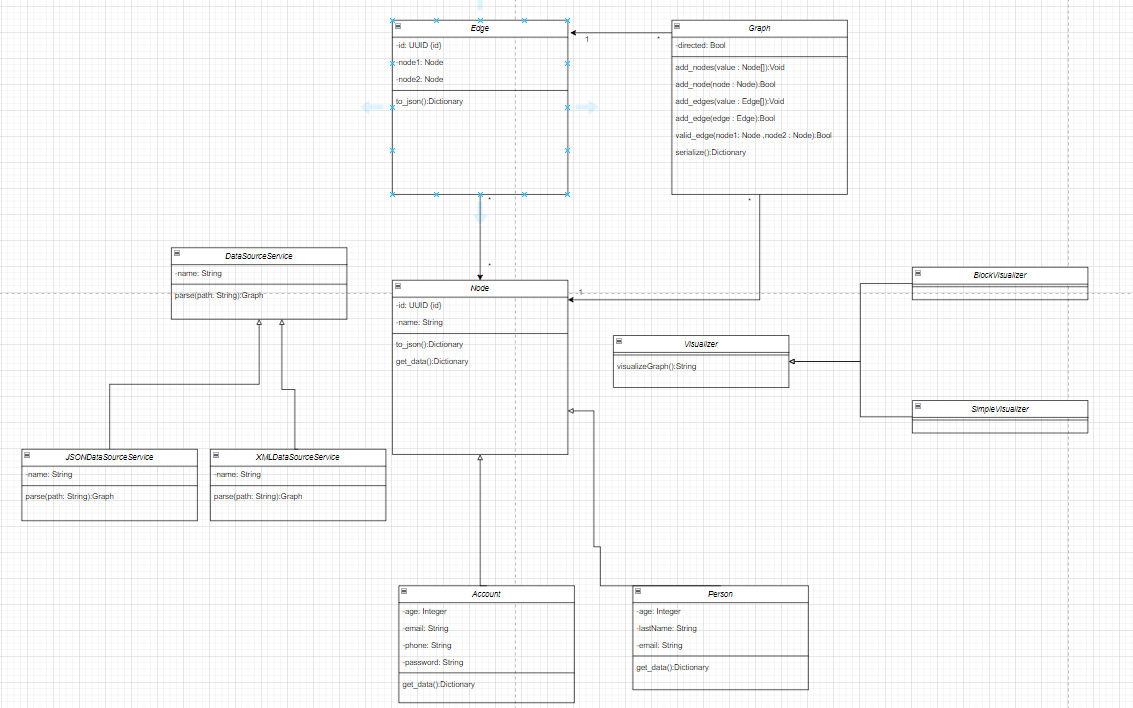 Edge
-id: UUID {id}
-node1: Node
-node2: Node
to_json():Dictionary
1
*
Graph
-directed: Bool
add_nodes(value : Node[]):Void
add_node(node : Node):Bool
add_edges(value : Edge[]):Void
add_edge(edge : Edge):Bool
valid_edge(node1: Node ,node2 : Node):Bool
serialize():Dictionary
*
*
*
1
DataSourceService
-name: String
parse(path: String):Graph
Node
-id: UUID {id}
-name: String
to_json():Dictionary
get_data():Dictionary
BlockVisualizer
Visualizer
visualizeGraph():String
SimpleVisualizer
JSONDataSourceService
-name: String
parse(path: String):Graph
XMLDataSourceService
-name: String
parse(path: String):Graph
Account
-age: Integer
-email: String
-phone: String
-password: String
get_data():Dictionary
Person
-age: Integer
-lastName: String
-email: String
get_data():Dictionary